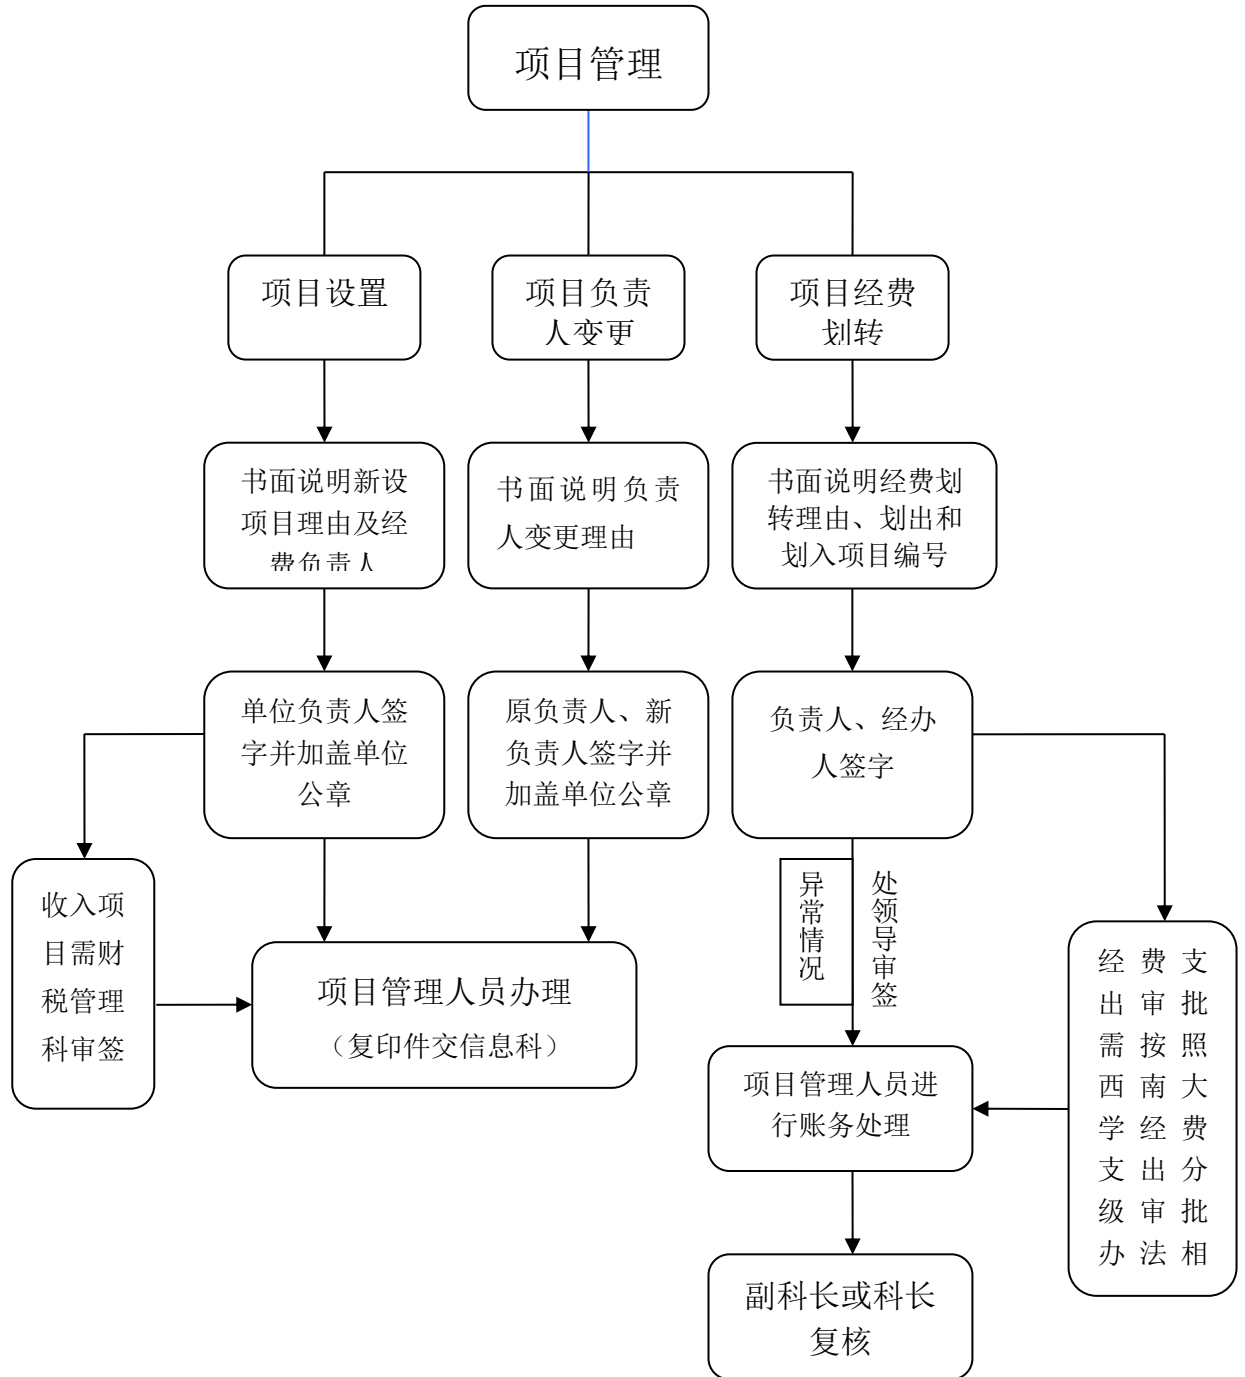 项目管理
项目设置
项目负责
人变更
项目经费
划转
书面说明新设
项目理由及经
费负责人
书面说明负责
人变更理由
书面说明经费划
转理由、划出和
划入项目编号
单位负责人签
字并加盖单位
公章
原负责人、新
负责人签字并
加盖单位公章
负责人、经办
人签字
收入项
目需财
税管理
科审签
项目管理人员办理
（复印件交信息科）
异常情况
处领导审签
经费支
出审批
需按照
西南大
学经费
支出分
级审批
办法相
项目管理人员进
行账务处理
副科长或科长
复核